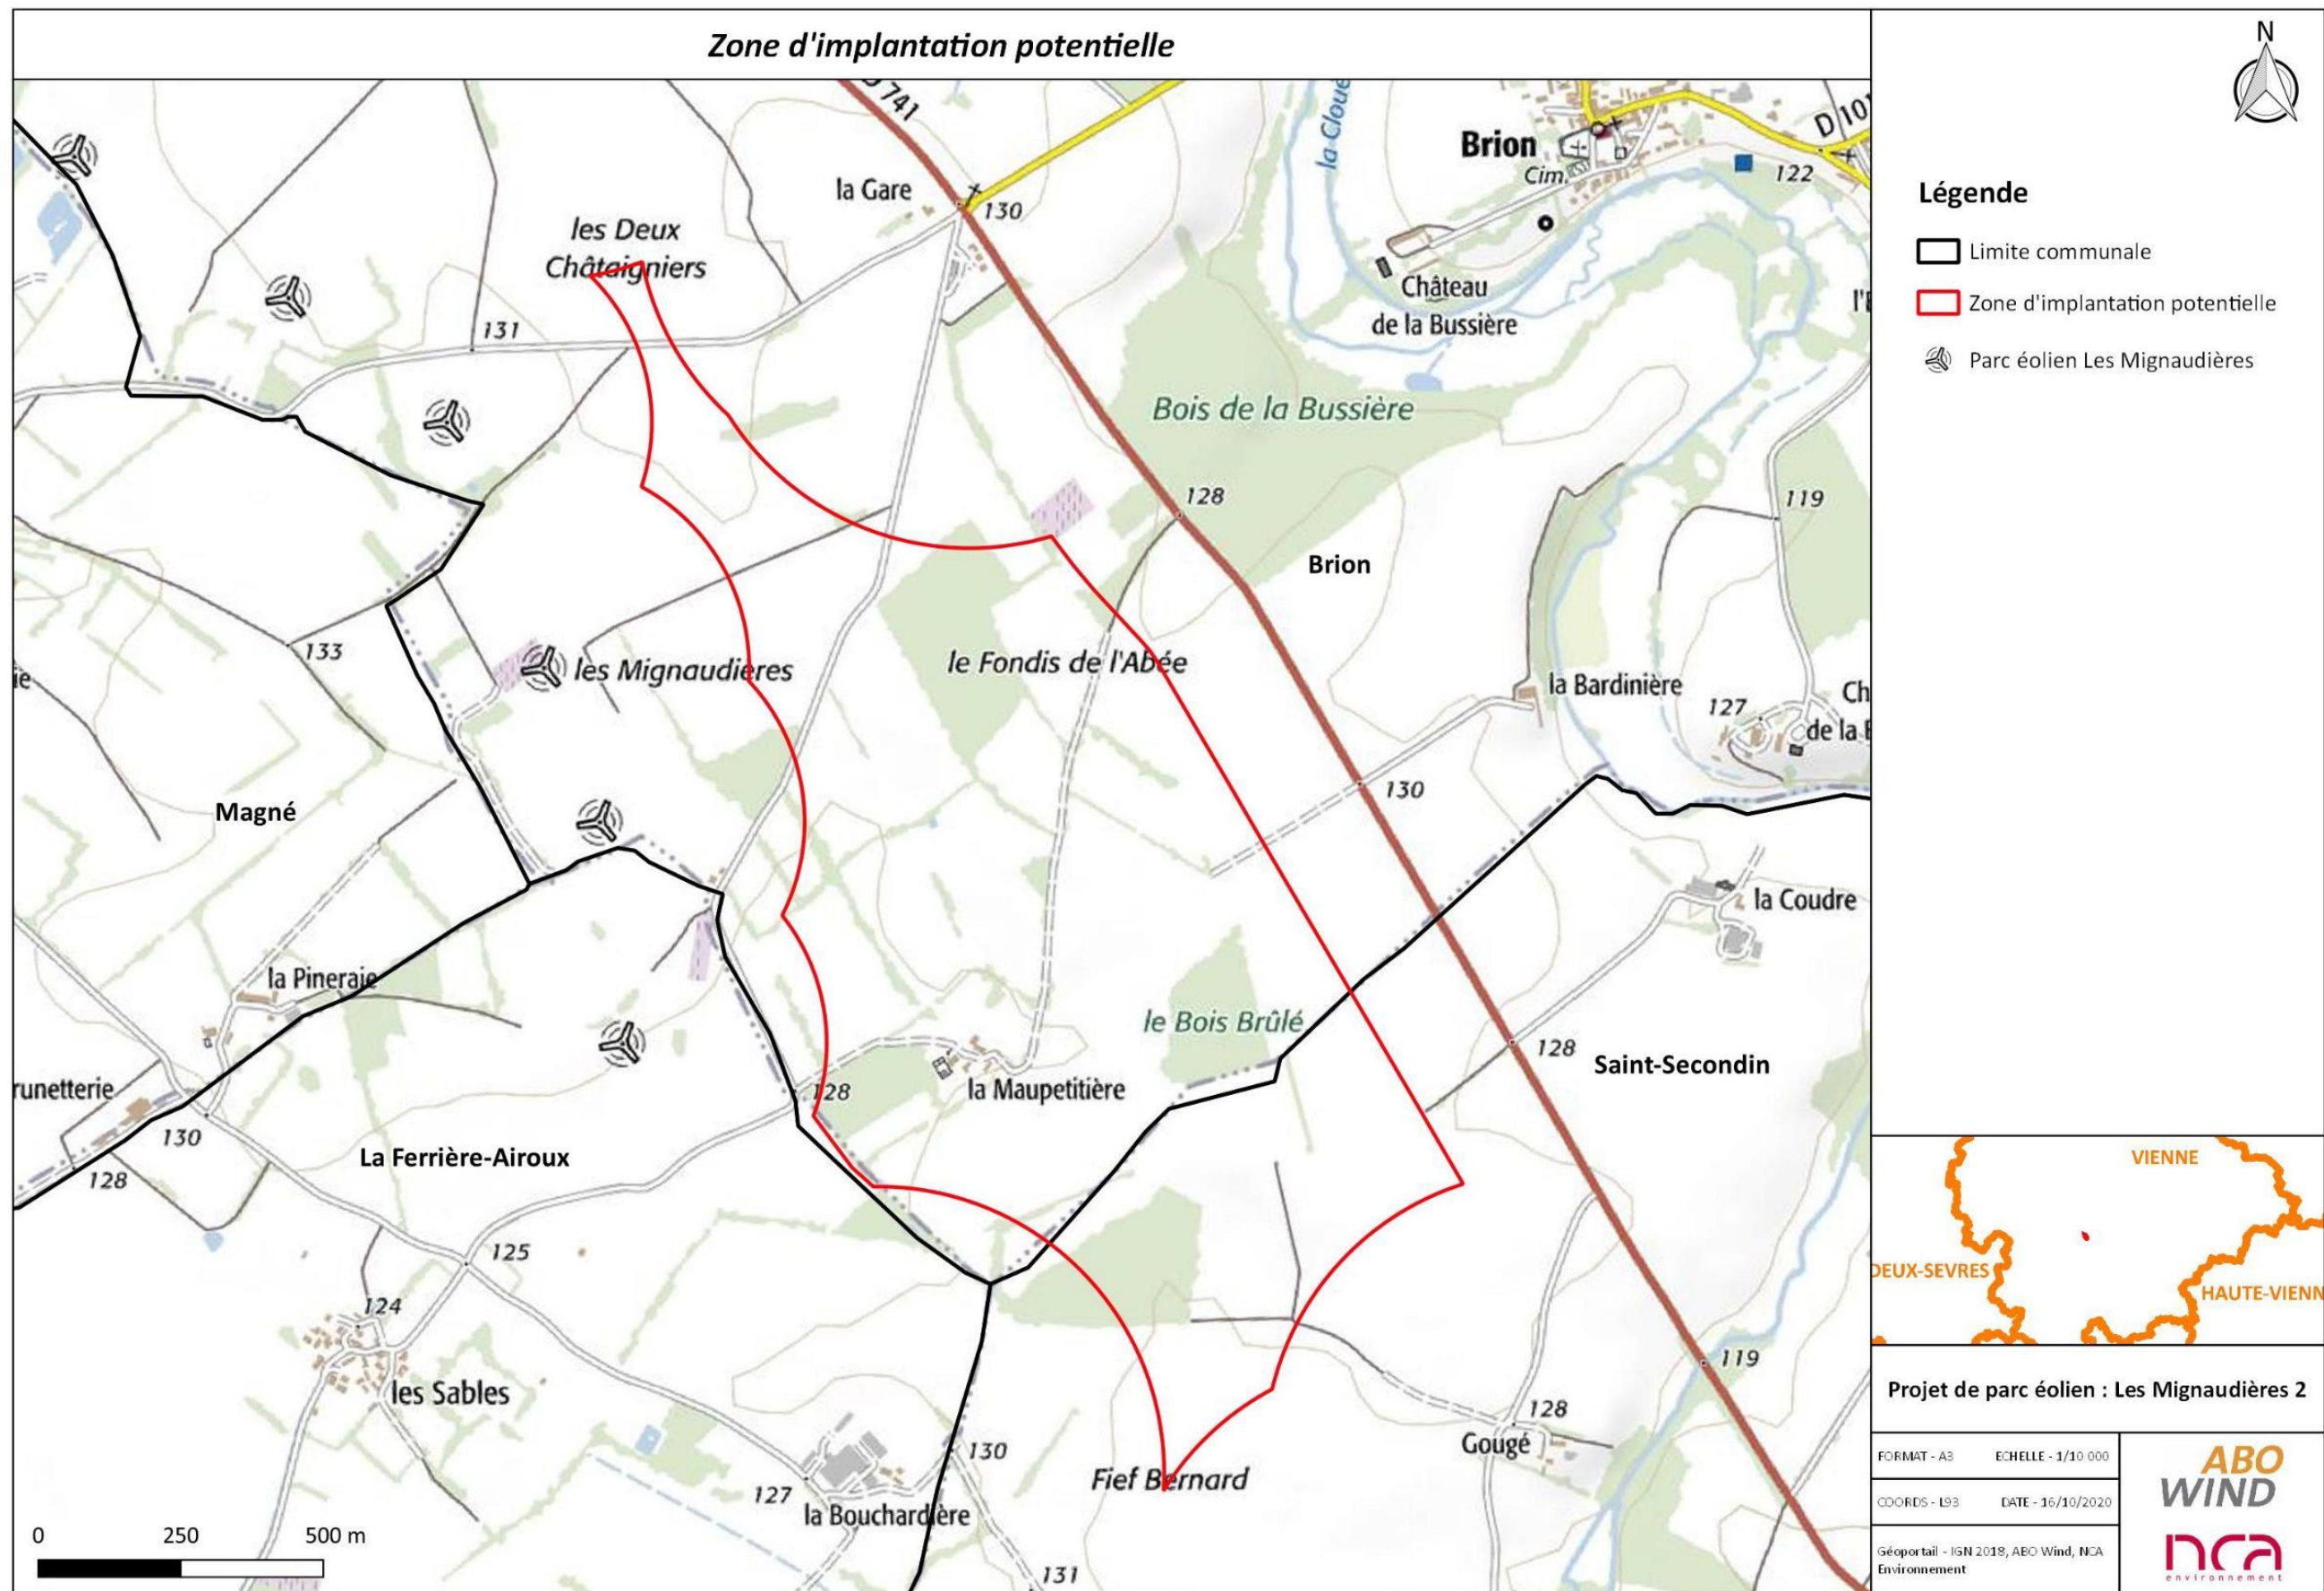 Zone d'implantation potentielle
N
Légende
Limite communale
Zone d'implantation potentielle
Parc éolien Les Mignaudières
D 741
la Gare
130
les Deux
Châtaigniers
131
la Cloue
Brion
Cim.
D 10
122
Château
de la Bussière
Bois de la Bussière
128
119
Brion
133
les Mignaudières
le Fondis de l'Abée
la Bardinière
127
Ch
de la
130
Magné
la Coudre
la Pineraie
le Bois Brûlé
128
Saint-Secondin
runetterie
128
la Maupetitière
130
La Ferrière-Airoux
128
125
124
les Sables
119
128
Gougé
130
Fief Bernard
127
la Bouchardière
131
0 250 500 m
VIENNE
DEUX-SEVRES
HAUTE-VIENN
Projet de parc éolien : Les Mignaudières 2
FORMAT - A3 ECHELLE - 1/10 000
COORDS - L93 DATE - 16/10/2020
Géoportail - IGN 2018, ABO Wind, NCA
Environnement
ABO
WIND
nca
environnement